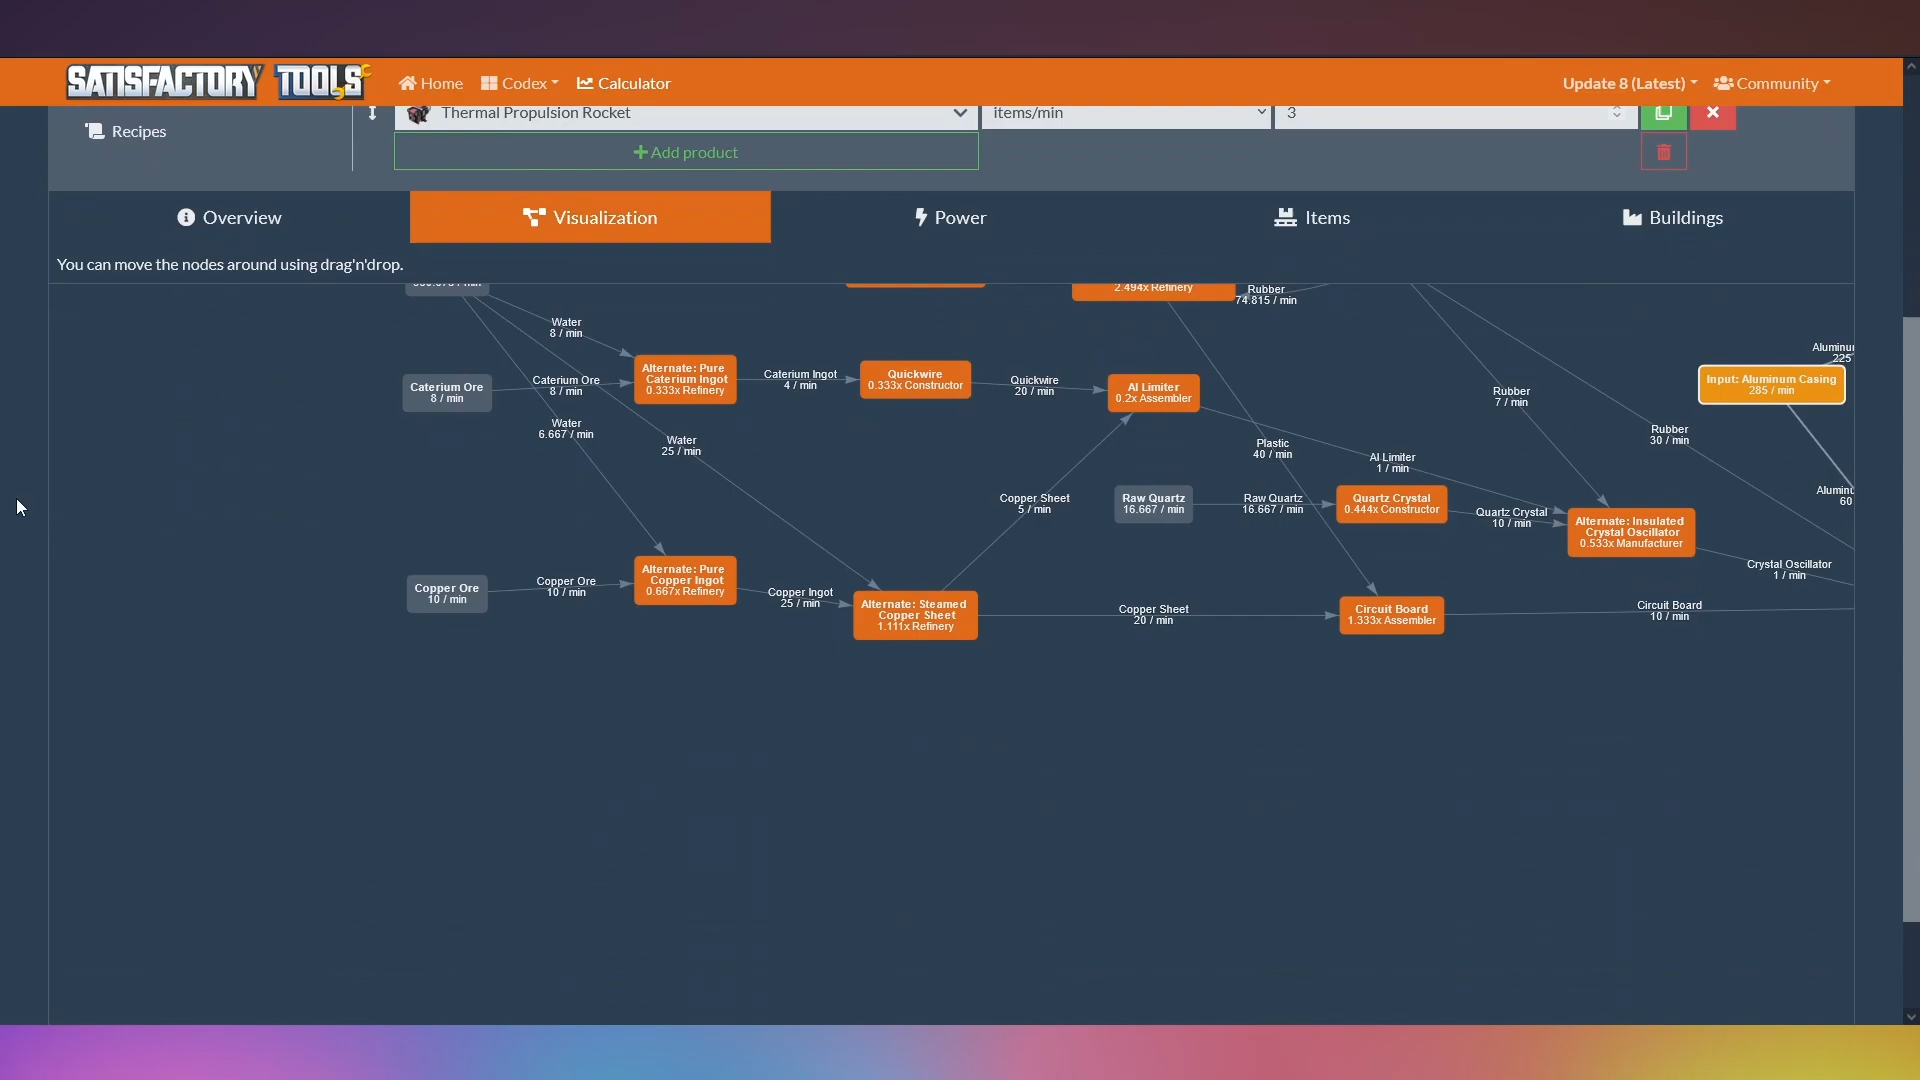 SATISFACTORY TOOLS
Home
Codex
Calculator
Update 8 (Latest)
Community
Recipes
Thermal Propulsion Rocket
items/min
3
Add product
Overview
Visualization
Power
Items
Buildings
You can move the nodes around using drag'n'drop.
2.494x Refinery
Rubber
74.815 / min
Water
8 / min
Aluminu
225
Alternate: Pure
Caterium Ingot
0.333x Refinery
Caterium Ore
8 / min
Caterium Ore
8 / min
Caterium Ingot
4 / min
Quickwire
0.333x Constructor
Quickwire
20 / min
AI Limiter
0.2x Assembler
Rubber
7 / min
Input: Aluminum Casing
285 / min
Water
6.667 / min
Water
25 / min
Plastic
40 / min
AI Limiter
1 / min
Rubber
30 / min
Copper Sheet
5 / min
Raw Quartz
16.667 / min
Raw Quartz
16.667 / min
Quartz Crystal
0.444x Constructor
Quartz Crystal
10 / min
Alternate: Insulated
Crystal Oscillator
0.533x Manufacturer
Aluminu
60
Crystal Oscillator
1 / min
Copper Ore
10 / min
Copper Ore
10 / min
Alternate: Pure
Copper Ingot
0.667x Refinery
Copper Ingot
25 / min
Alternate: Steamed
Copper Sheet
1.111x Refinery
Copper Sheet
20 / min
Circuit Board
1.333x Assembler
Circuit Board
10 / min